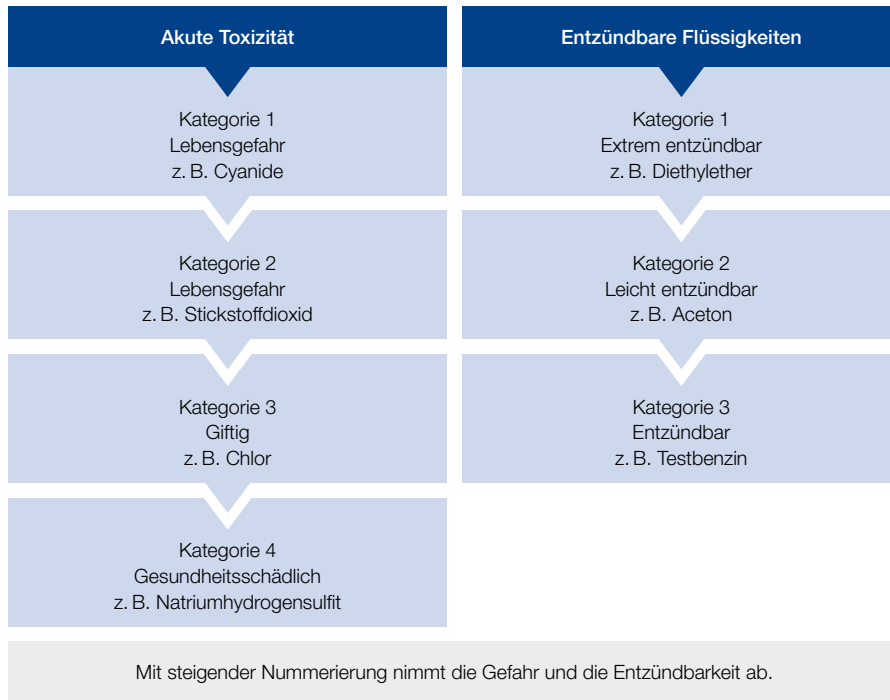 Akute Toxizität
Kategorie 1
Lebensgefahr
z. B. Cyanide
Kategorie 2
Lebensgefahr
z. B. Stickstoffdioxid
Kategorie 3
Giftig
z. B. Chlor
Kategorie 4
Gesundheitsschädlich
z. B. Natriumhydrogensulfit
Entzündbare Flüssigkeiten
Kategorie 1
Extrem entzündbar
z. B. Diethylether
Kategorie 2
Leicht entzündbar
z. B. Aceton
Kategorie 3
Entzündbar
z. B. Testbenzin
Mit steigender Nummerierung nimmt die Gefahr und die Entzündbarkeit ab.